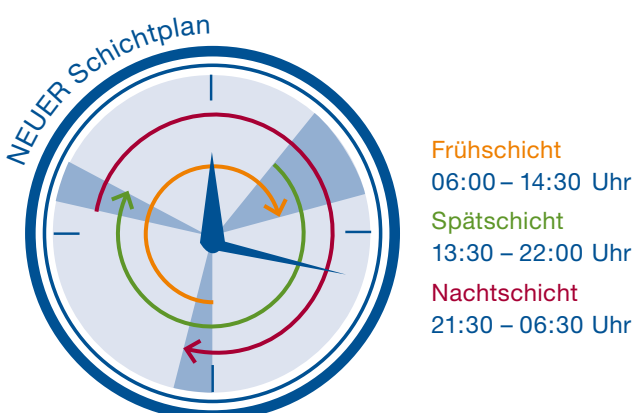 NEUER Schichtplan
Frühschicht
06:00 – 14:30 Uhr
Spätschicht
13:30 – 22:00 Uhr
Nachtschicht
21:30 – 06:30 Uhr